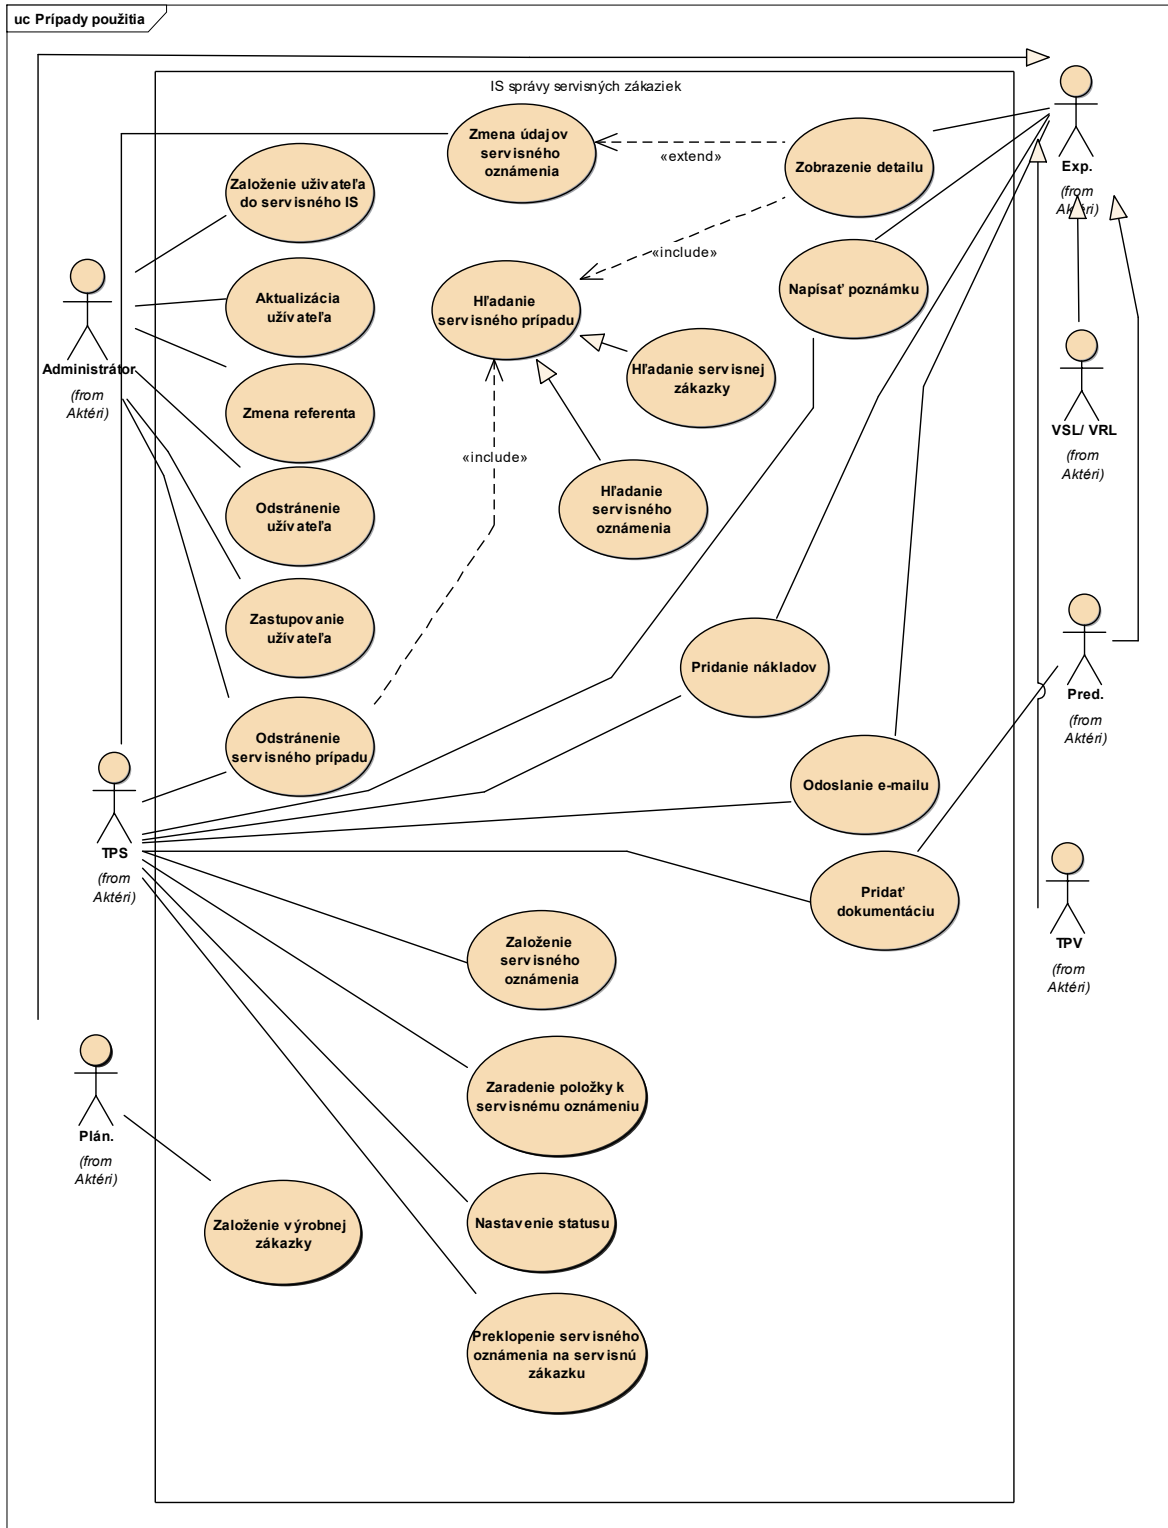 uc Prípady použitia
IS správy servisných zákaziek
Zmena údajov
servisného
oznámenia
«extend»
Zobrazenie detailu
Exp.
(from
Aktéri)
Založenie uživateľa
do servisného IS
«include»
Napísať poznámku
Administrátor
(from
Aktéri)
Aktualizácia
užívateľa
Hľadanie
servisného prípadu
Hľadanie servisnej
zákazky
VSL/ VRL
(from
Aktéri)
Zmena referenta
«include»
Hľadanie
servisného
oznámenia
Odstránenie
užívateľa
Zastupovanie
užívateľa
Pridanie nákladov
Pred.
(from
Aktéri)
Odstránenie
servisného prípadu
Odoslanie e-mailu
TPS
(from
Aktéri)
Pridať
dokumentáciu
TPV
(from
Aktéri)
Založenie
servisného
oznámenia
Zaradenie položky k
servisnému oznámeniu
Plán.
(from
Aktéri)
Založenie výrobnej
zákazky
Nastavenie statusu
Preklopenie servisného
oznámenia na servisnú
zákazku